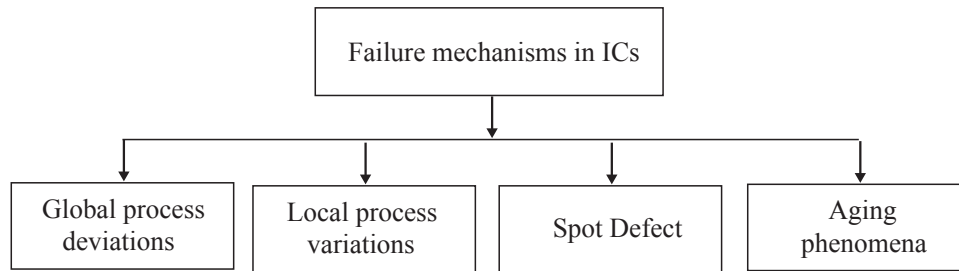 Failure mechanisms in ICs
Global process
deviations
Local process
variations
Spot Defect
Aging
phenomena